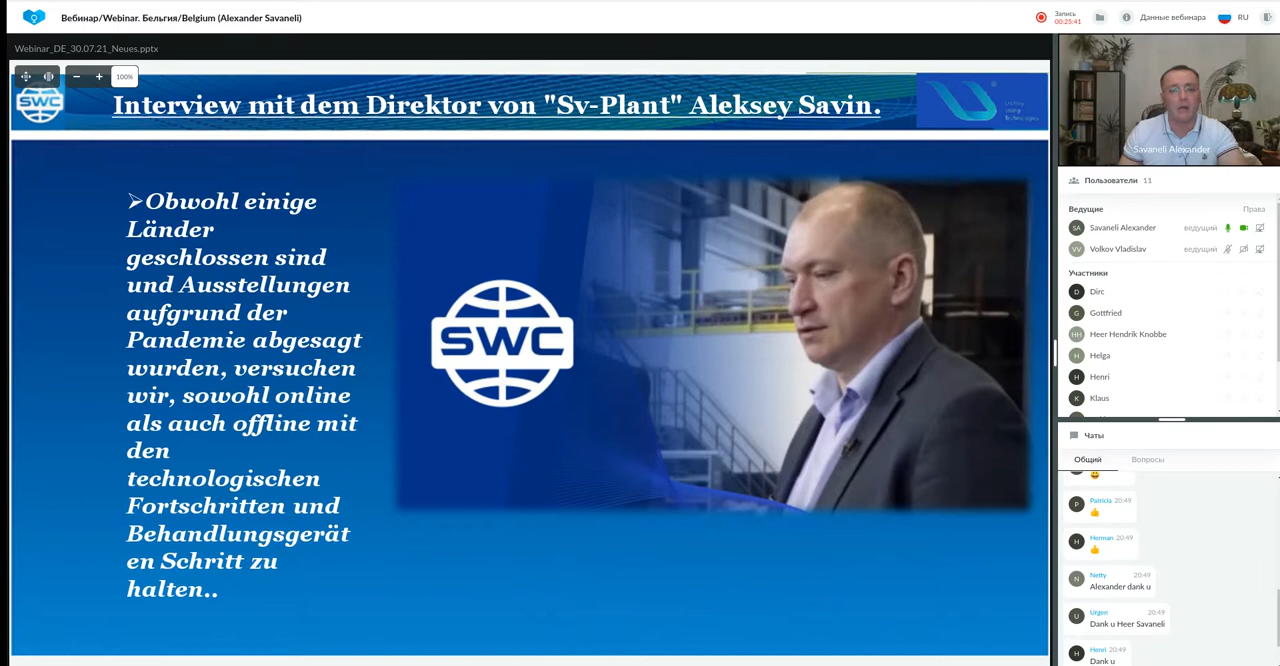 Вебинар/Webinar. Бельгия/Belgium (Alexander Savaneli)
Запись
00:25:41
Данные вебинара
RU
Webinar_DE_30.07.21_Neues.pptx
100%
SWC
Interview mit dem Direktor von "Sv-Plant" Aleksey Savin.
➢Obwohl einige
Länder
geschlossen sind
und Ausstellungen
aufgrund der
Pandemie abgesagt
wurden, versuchen
wir, sowohl online
als auch offline mit
den
technologischen
Fortschritten und
Behandlungsgerät
en Schritt zu
halten..
SWC
Savaneli Alexander
Пользователи 11
Ведущие Права
SA Savaneli Alexander ведущий
VV Volkov Vladislav ведущий
Участники
D Dirc
G Gottfried
HH Heer Hendrik Knobbe
H Helga
H Henri
K Klaus
Чаты
Общий Вопросы
P Patricia 20:49
👍
H Herman 20:49
👍
N Netty 20:49
Alexander dank u
U Urgen 20:49
Dank u Heer Savaneli
H Henri 20:49
Dank u